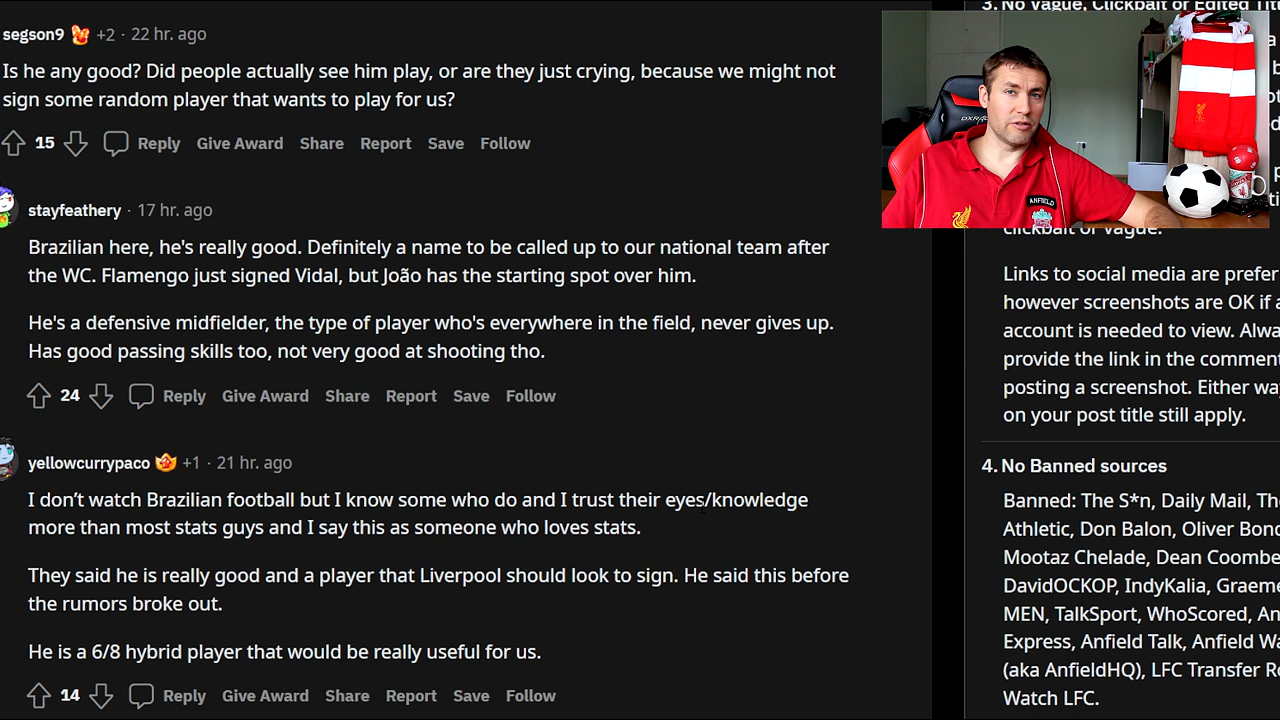 segson9 +2 · 22 hr. ago
Is he any good? Did people actually see him play, or are they just crying, because we might not
sign some random player that wants to play for us?
15 Reply Give Award Share Report Save Follow
stayfeathery · 17 hr. ago
Brazilian here, he's really good. Definitely a name to be called up to our national team after
the WC. Flamengo just signed Vidal, but João has the starting spot over him.
He's a defensive midfielder, the type of player who's everywhere in the field, never gives up.
Has good passing skills too, not very good at shooting tho.
24 Reply Give Award Share Report Save Follow
yellowcurrypaco +1 · 21 hr. ago
I don't watch Brazilian football but I know some who do and I trust their eyes/knowledge
more than most stats guys and I say this as someone who loves stats.
They said he is really good and a player that Liverpool should look to sign. He said this before
the rumors broke out.
He is a 6/8 hybrid player that would be really useful for us.
14 Reply Give Award Share Report Save Follow
3. No Vague, Clickbait or Edited Tit
ANFIELD
clickbait or vague.
Links to social media are prefer
however screenshots are OK if a
account is needed to view. Alwa
provide the link in the comment
posting a screenshot. Either way
on your post title still apply.
4. No Banned sources
Banned: The S*n, Daily Mail, The
Athletic, Don Balon, Oliver Bond
Mootaz Chelade, Dean Coombe
DavidOCKOP, IndyKalia, Graeme
MEN, TalkSport, WhoScored, An
Express, Anfield Talk, Anfield Wa
(aka AnfieldHQ), LFC Transfer Ro
Watch LFC.